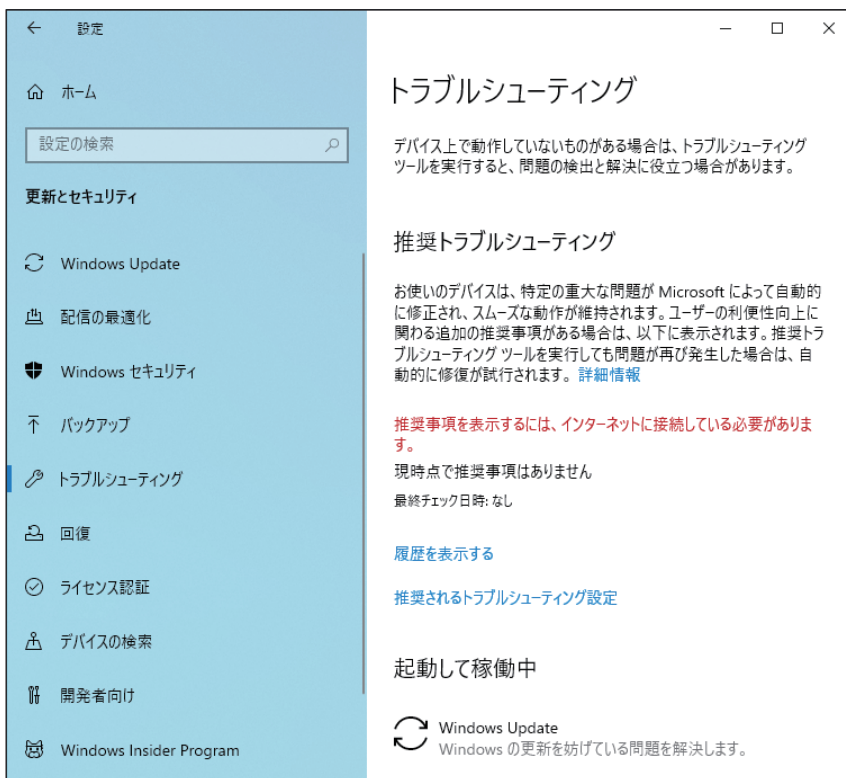 設定
ホーム
設定の検索
更新とセキュリティ
Windows Update
配信の最適化
Windows セキュリティ
バックアップ
トラブルシューティング
回復
ライセンス認証
デバイスの検索
開発者向け
Windows Insider Program
トラブルシューティング
デバイス上で動作していないものがある場合は、トラブルシューティング
ツールを実行すると、問題の検出と解決に役立つ場合があります。
推奨トラブルシューティング
お使いのデバイスは、特定の重大な問題が Microsoft によって自動的
に修正され、スムーズな動作が維持されます。ユーザーの利便性向上に
関わる追加の推奨事項がある場合は、以下に表示されます。推奨トラ
ブルシューティング ツールを実行しても問題が再び発生した場合は、自
動的に修復が試行されます。 詳細情報
推奨事項を表示するには、インターネットに接続している必要がありま
す。
現時点で推奨事項はありません
最終チェック日時: なし
履歴を表示する
推奨されるトラブルシューティング設定
起動して稼働中
Windows Update
Windows の更新を妨げている問題を解決します。